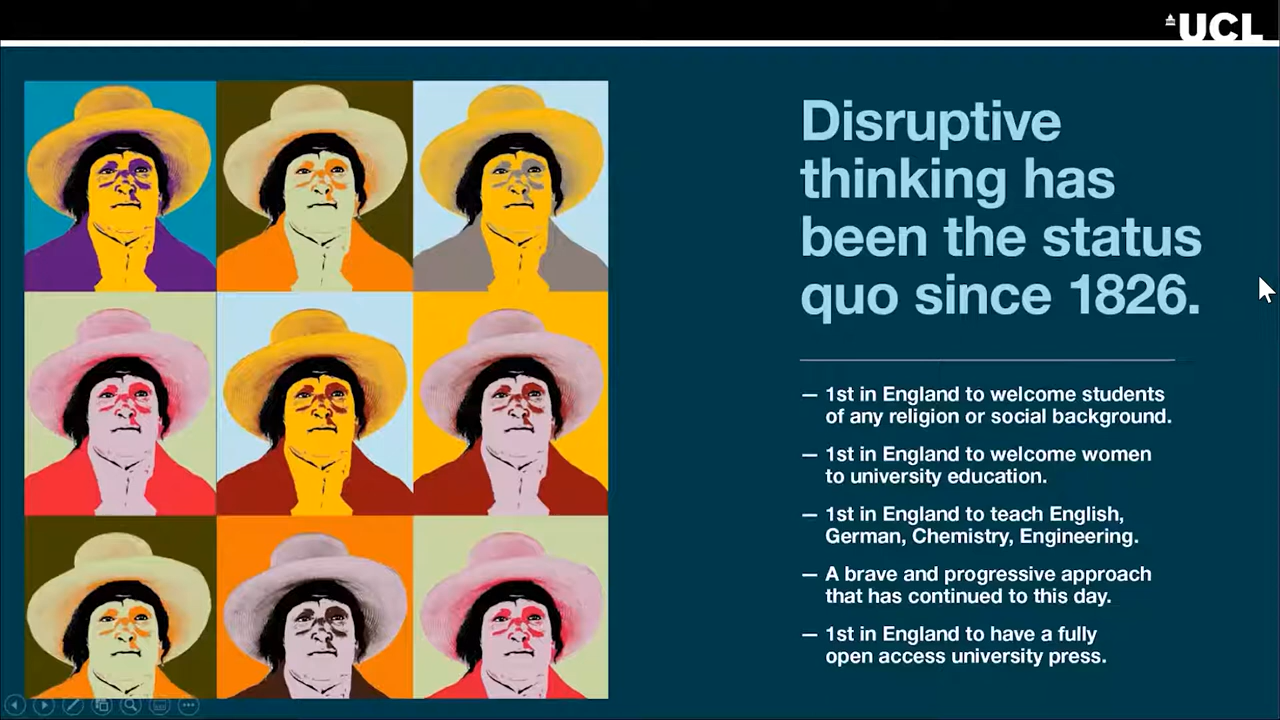 UCL
Disruptive
thinking has
been the status
quo since 1826.
— 1st in England to welcome students
of any religion or social background.
— 1st in England to welcome women
to university education.
— 1st in England to teach English,
German, Chemistry, Engineering.
— A brave and progressive approach
that has continued to this day.
— 1st in England to have a fully
open access university press.